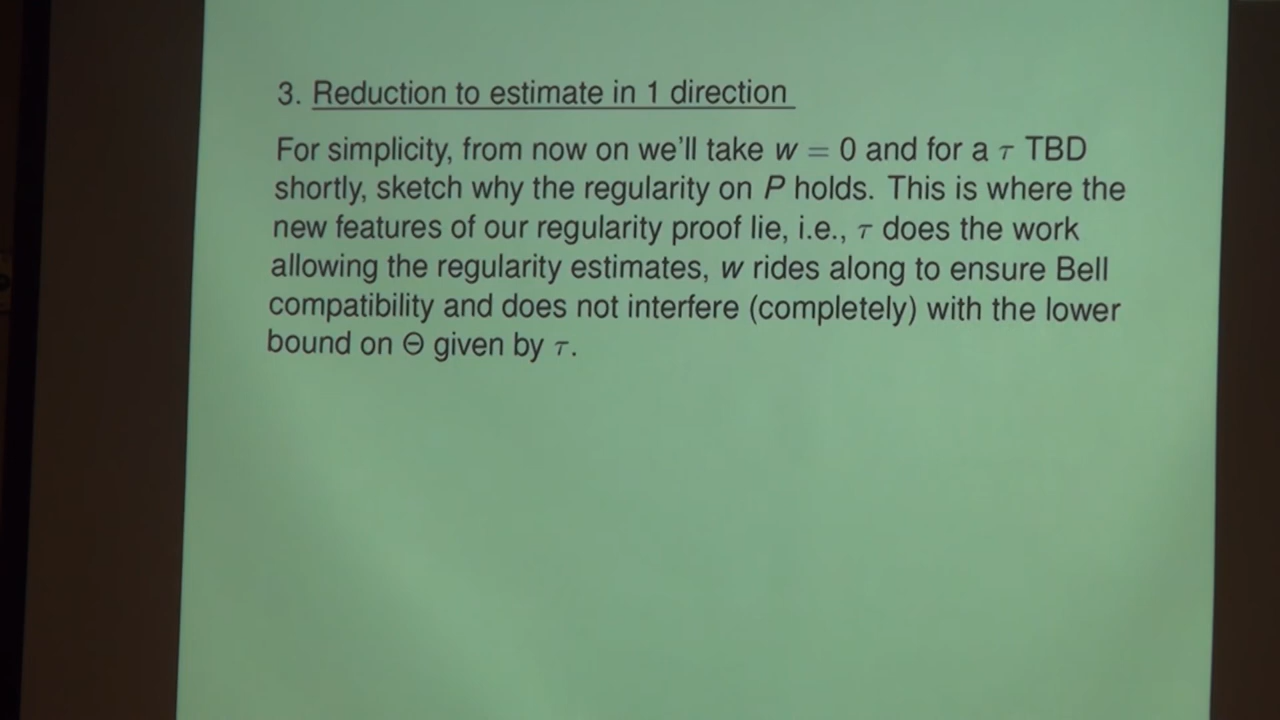 3. Reduction to estimate in 1 direction
For simplicity, from now on we'll take w = 0 and for a τ TBD
shortly, sketch why the regularity on P holds. This is where the
new features of our regularity proof lie, i.e., τ does the work
allowing the regularity estimates, w rides along to ensure Bell
compatibility and does not interfere (completely) with the lower
bound on Θ given by τ.